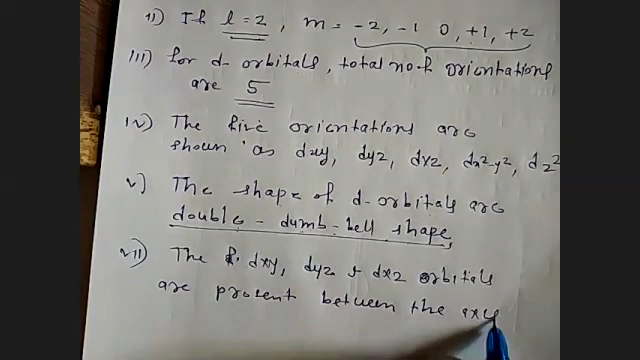 ii) If l = 2, m = -2, -1 0, +1, +2
iii) for d- orbitals, total no. of orientations
are 5
iv) The five orientations are
shown as dxy, dyz, dxz, dx²-y², dz²
v) The shape of d-orbitals are
double - dumb-bell shape,
vi) The dxy, dyz & dxz orbitals
are present between the axes